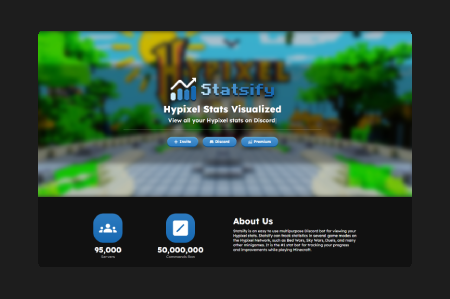 HYPIXEL
Statsify
Hypixel Stats Visualized
View all your Hypixel stats on Discord!
Invite
Discord
Premium
95,000
Servers
50,000,000
Commands Run
About Us
Statsify is an easy to use multipurpose Discord bot for viewing your
Hypixel stats. Statsify can track statistics in several game modes on
the Hypixel Network, such as Bed Wars, Sky Wars, Duels, and many
other minigames. It is the #1 stat bot for tracking your progress
and improvements while playing Minecraft.